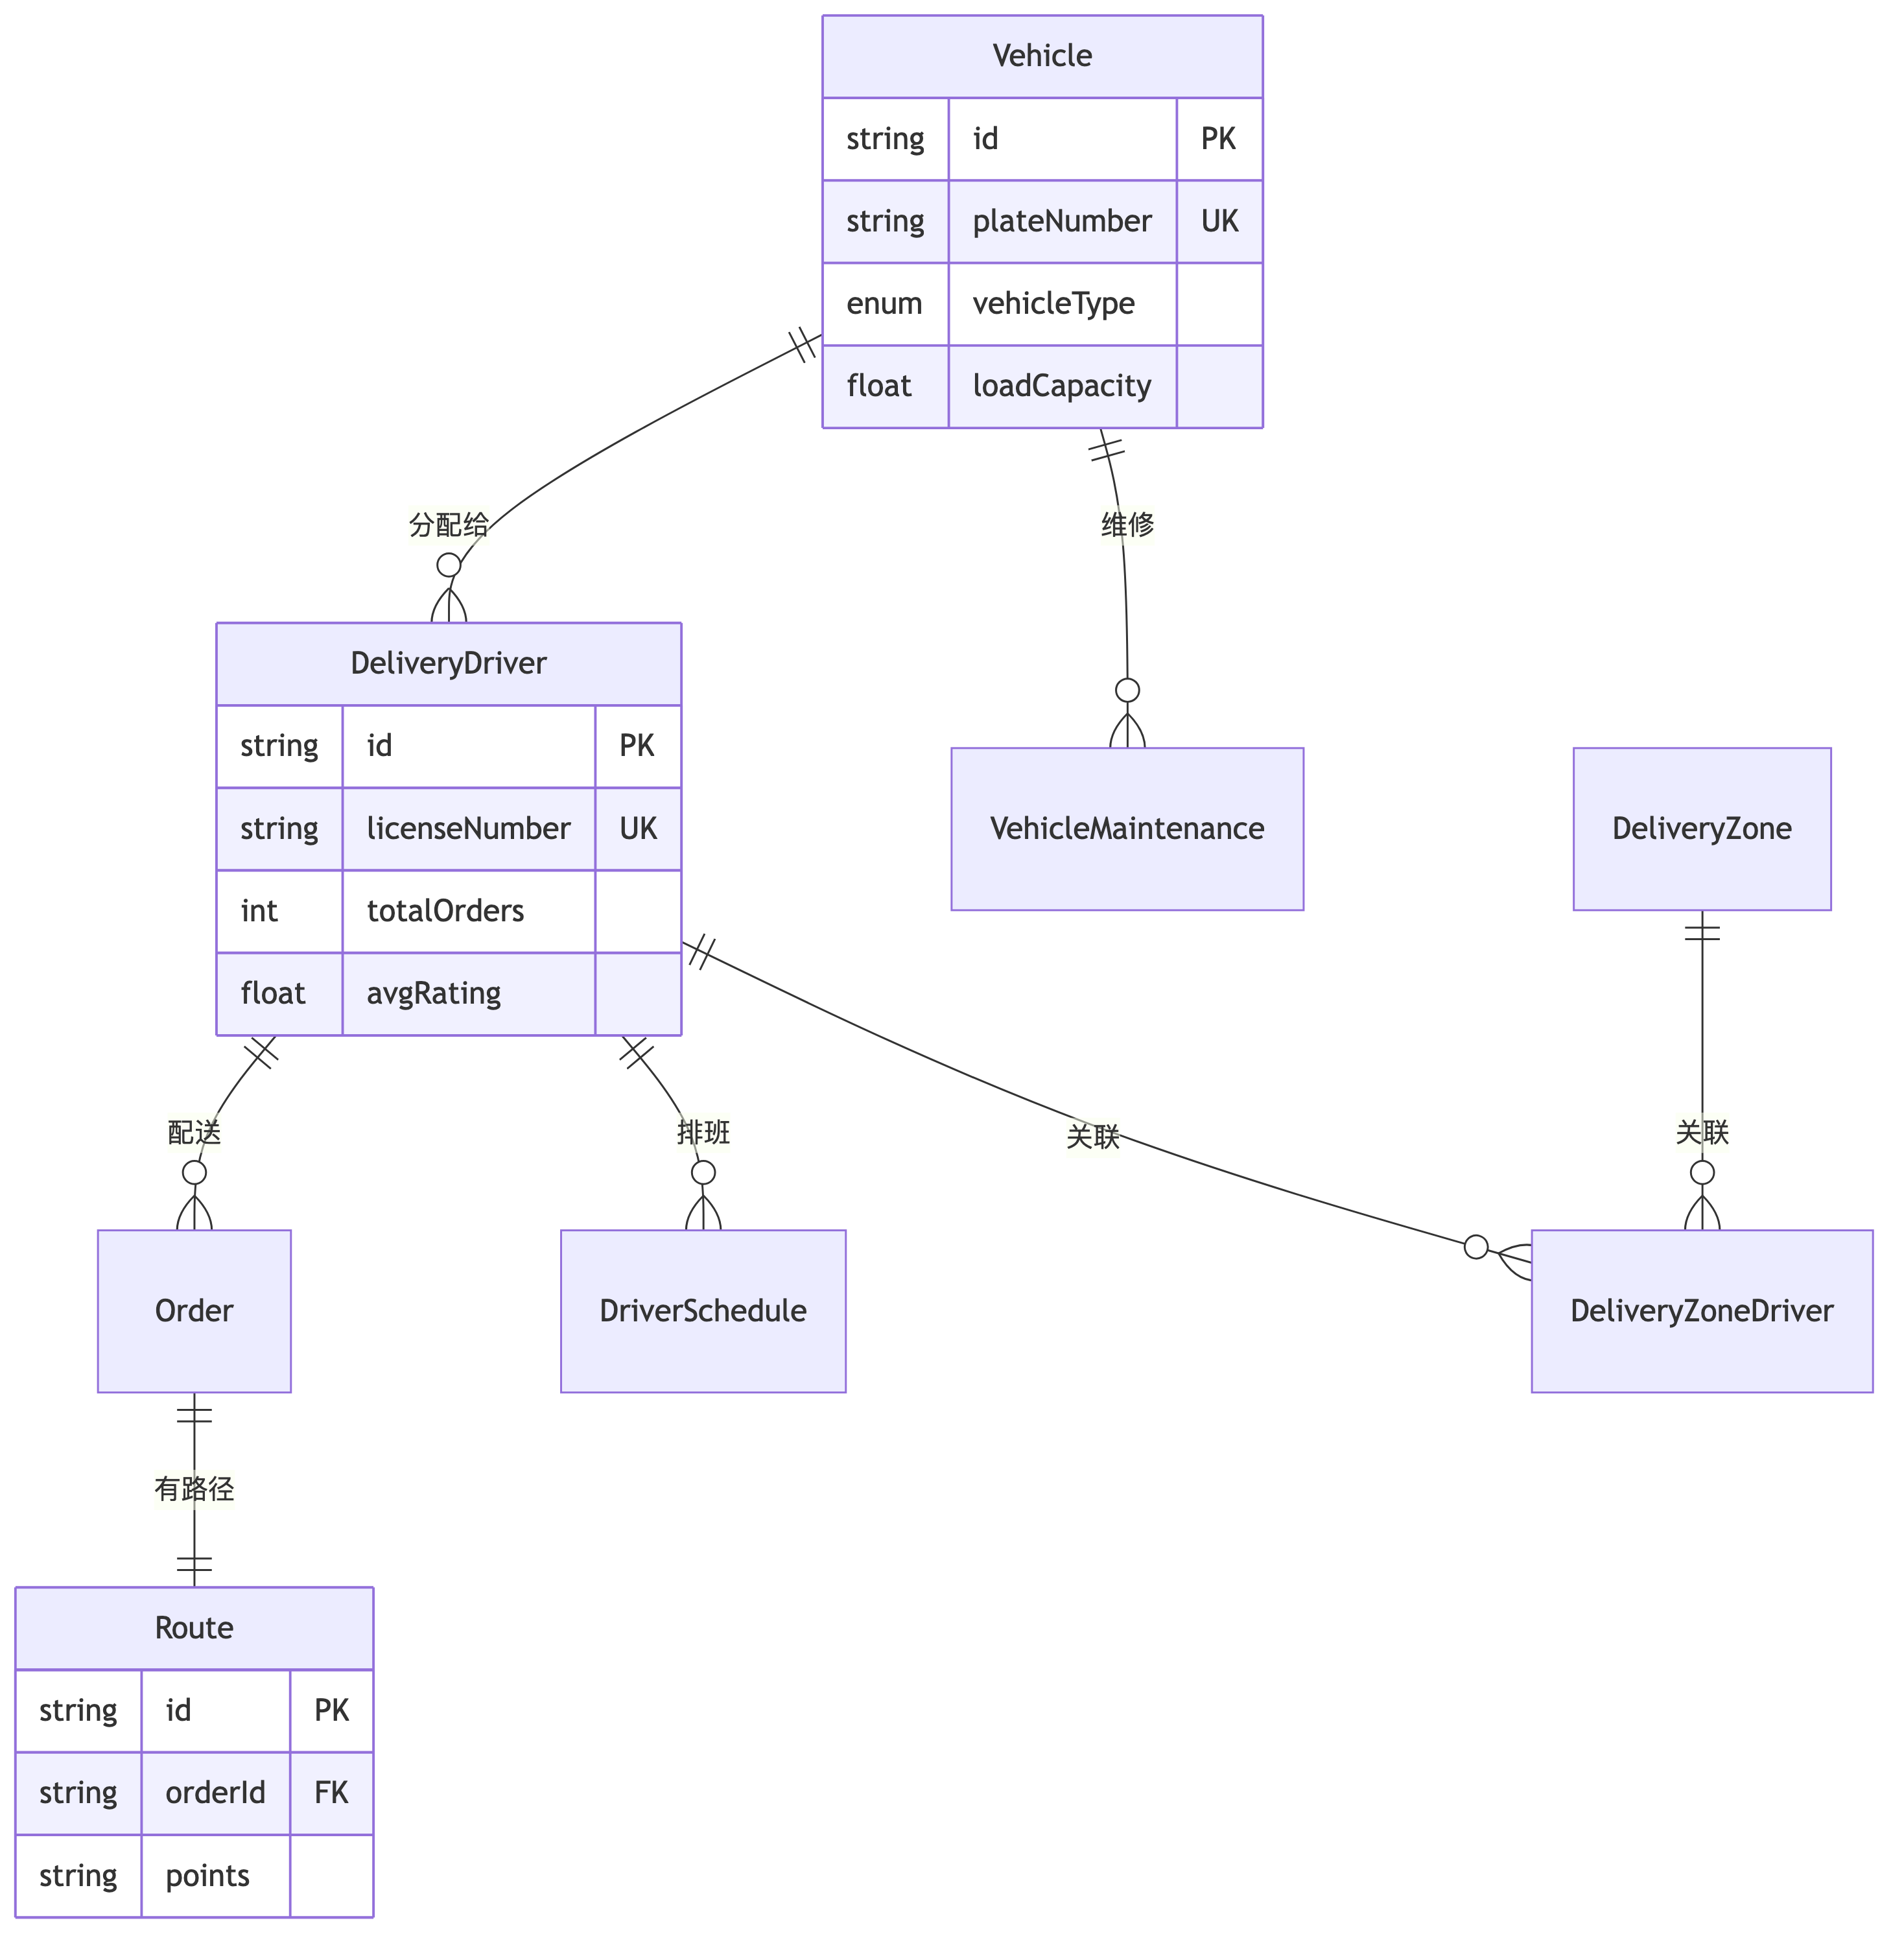 Vehicle
string id PK
string plateNumber UK
enum vehicleType
float loadCapacity
分配给
维修
DeliveryDriver
string id PK
string licenseNumber UK
int totalOrders
float avgRating
VehicleMaintenance
DeliveryZone
配送
排班
关联
关联
Order
DriverSchedule
DeliveryZoneDriver
有路径
Route
string id PK
string orderId FK
string points